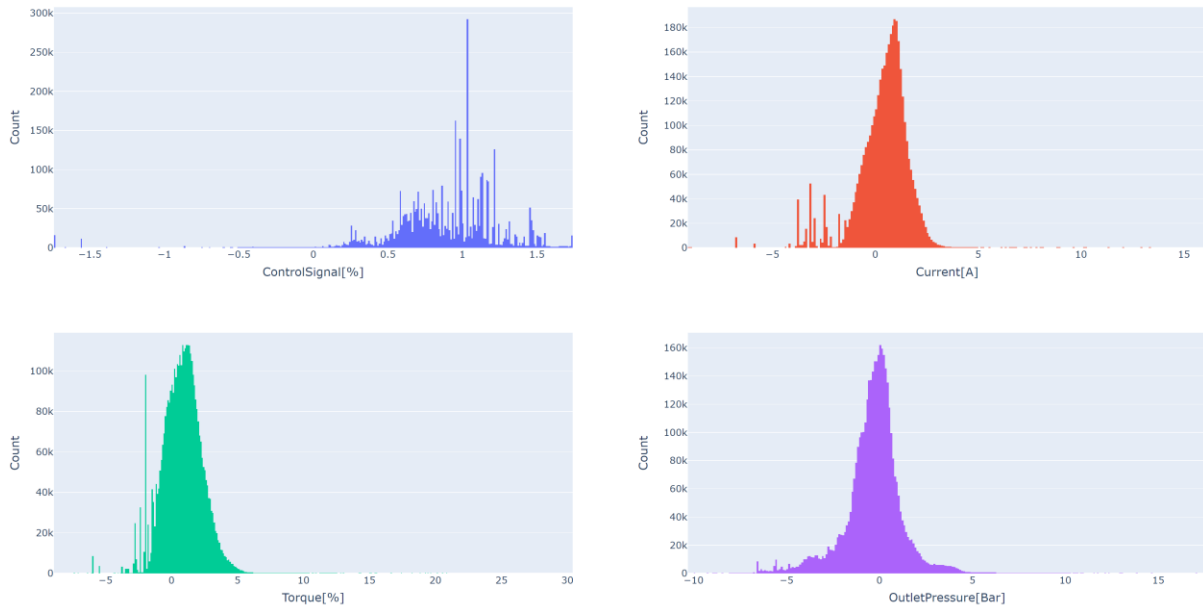 300k
250k
200k
150k
100k
50k
0
Count
−1.5
−1
−0.5
0
0.5
1
1.5
ControlSignal[%]
180k
160k
140k
120k
100k
80k
60k
40k
20k
0
Count
−5
0
5
10
15
Current[A]
100k
80k
60k
40k
20k
0
Count
−5
0
5
10
15
20
25
30
Torque[%]
160k
140k
120k
100k
80k
60k
40k
20k
0
Count
−10
−5
0
5
10
15
OutletPressure[Bar]